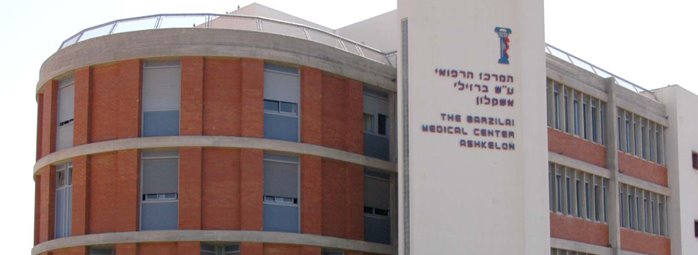 המרכז הרפואי
ע״ש ברזילי
אשקלון
THE BARZILAI
MEDICAL CENTER
ASHKELON